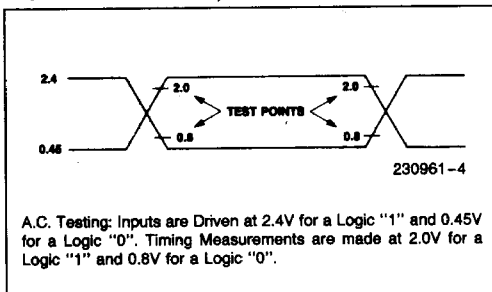 2.4
2.0
2.0
TEST POINTS
0.8
0.8
0.45
230961-4
A.C. Testing: Inputs are Driven at 2.4V for a Logic "1" and 0.45V
for a Logic "0". Timing Measurements are made at 2.0V for a
Logic "1" and 0.8V for a Logic "0".